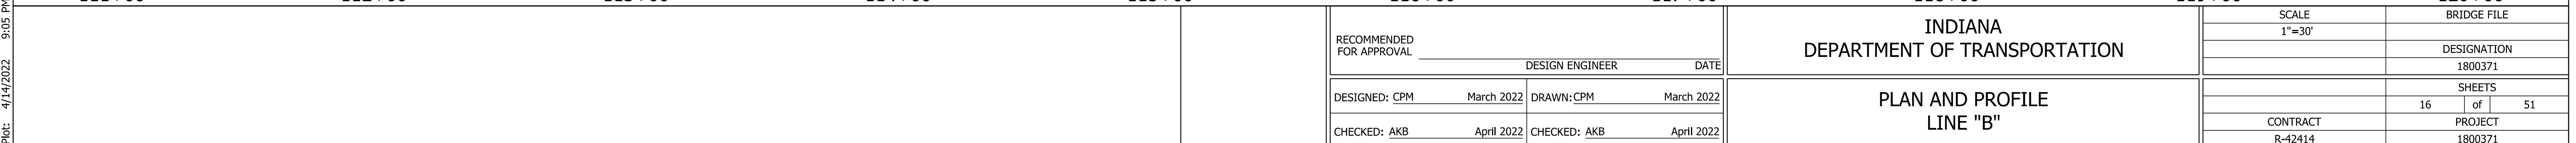 Plot: 4/14/2022 9:05 PM
RECOMMENDED
FOR APPROVAL
DESIGN ENGINEER DATE
DESIGNED: CPM March 2022 DRAWN: CPM March 2022
CHECKED: AKB April 2022 CHECKED: AKB April 2022
INDIANA
DEPARTMENT OF TRANSPORTATION
PLAN AND PROFILE
LINE "B"
SCALE BRIDGE FILE
1"=30'
DESIGNATION
1800371
SHEETS
16 of 51
CONTRACT PROJECT
R-42414 1800371